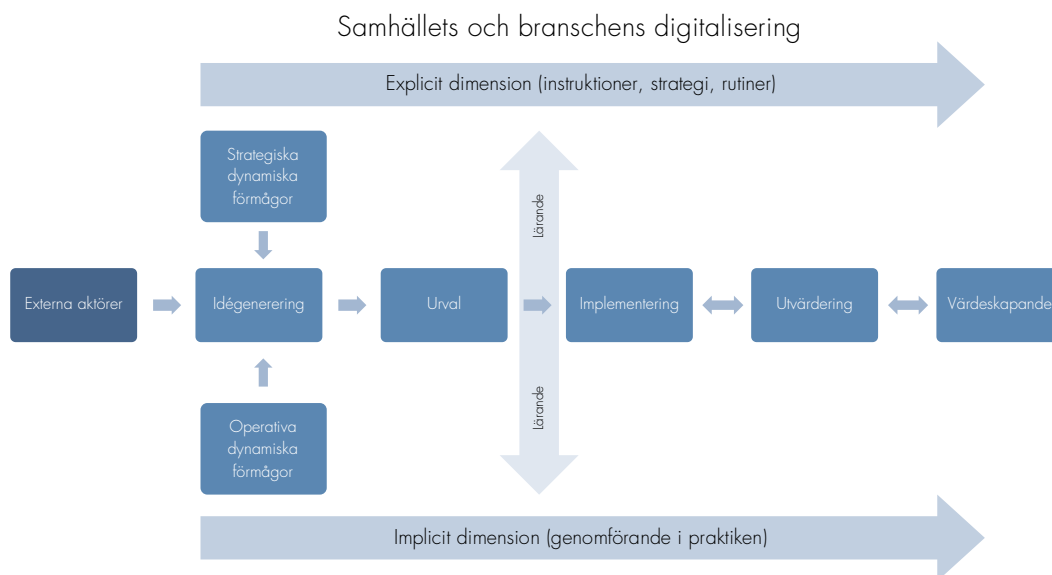 Samhällets och branschens digitalisering
Explicit dimension (instruktioner, strategi, rutiner)
Strategiska
dynamiska
förmågor
Lärande
Externa aktörer
Idégenerering
Urval
Implementering
Utvärdering
Värdeskapande
Operativa
dynamiska
förmågor
Lärande
Implicit dimension (genomförande i praktiken)